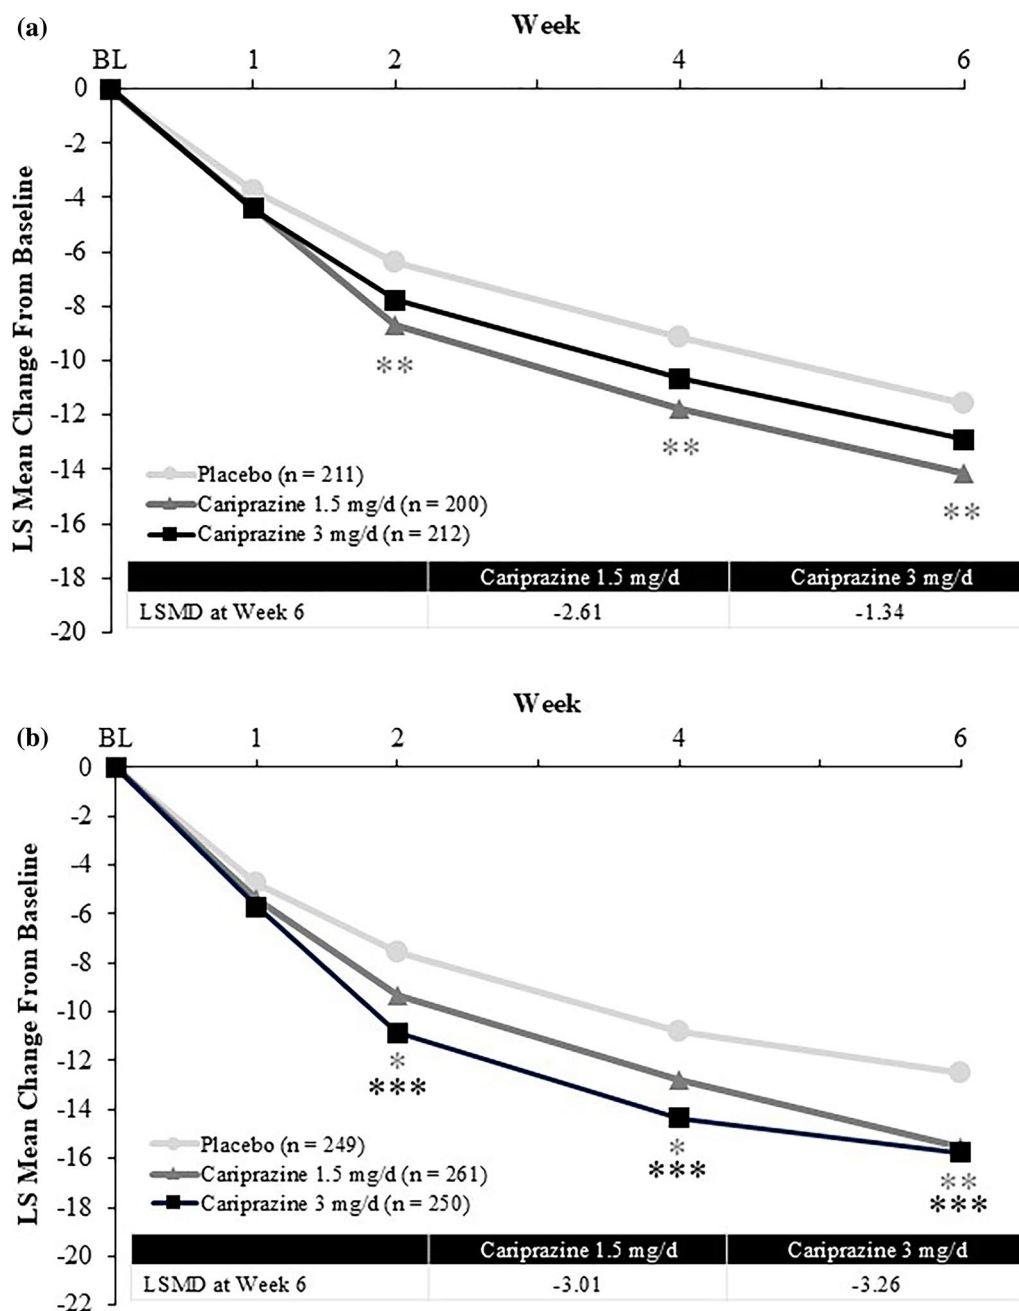 (a)
Week
BL 1 2 4 6
0
-2
-4
-6
-8
-10
-12
-14
-16
-18
-20
LS Mean Change From Baseline
**
**
**
Placebo (n = 211)
Cariprazine 1.5 mg/d (n = 200)
Cariprazine 3 mg/d (n = 212)
Cariprazine 1.5 mg/d Cariprazine 3 mg/d
LSMD at Week 6 -2.61 -1.34
(b)
Week
BL 1 2 4 6
0
-2
-4
-6
-8
-10
-12
-14
-16
-18
-20
-22
LS Mean Change From Baseline
*
***
*
***
**
***
Placebo (n = 249)
Cariprazine 1.5 mg/d (n = 261)
Cariprazine 3 mg/d (n = 250)
Cariprazine 1.5 mg/d Cariprazine 3 mg/d
LSMD at Week 6 -3.01 -3.26